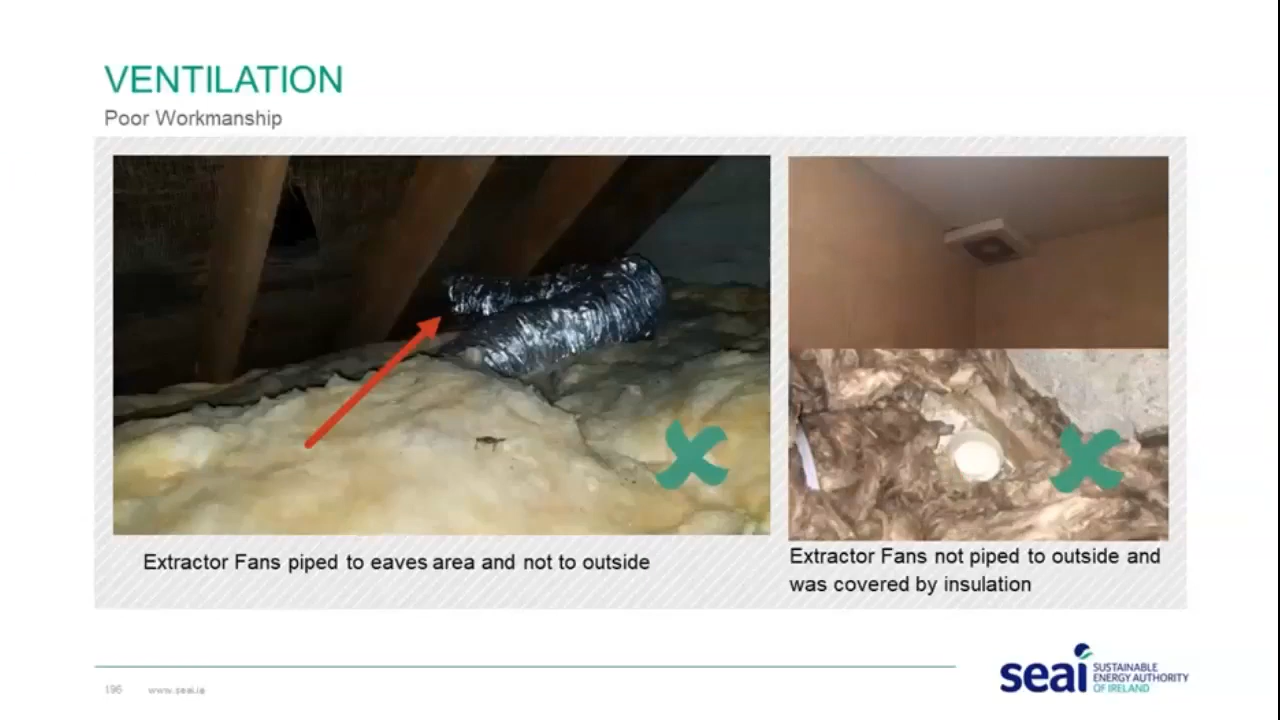 VENTILATION
Poor Workmanship
Extractor Fans piped to eaves area and not to outside
Extractor Fans not piped to outside and
was covered by insulation
196
www.seai.ie
seai
SUSTAINABLE
ENERGY AUTHORITY
OF IRELAND